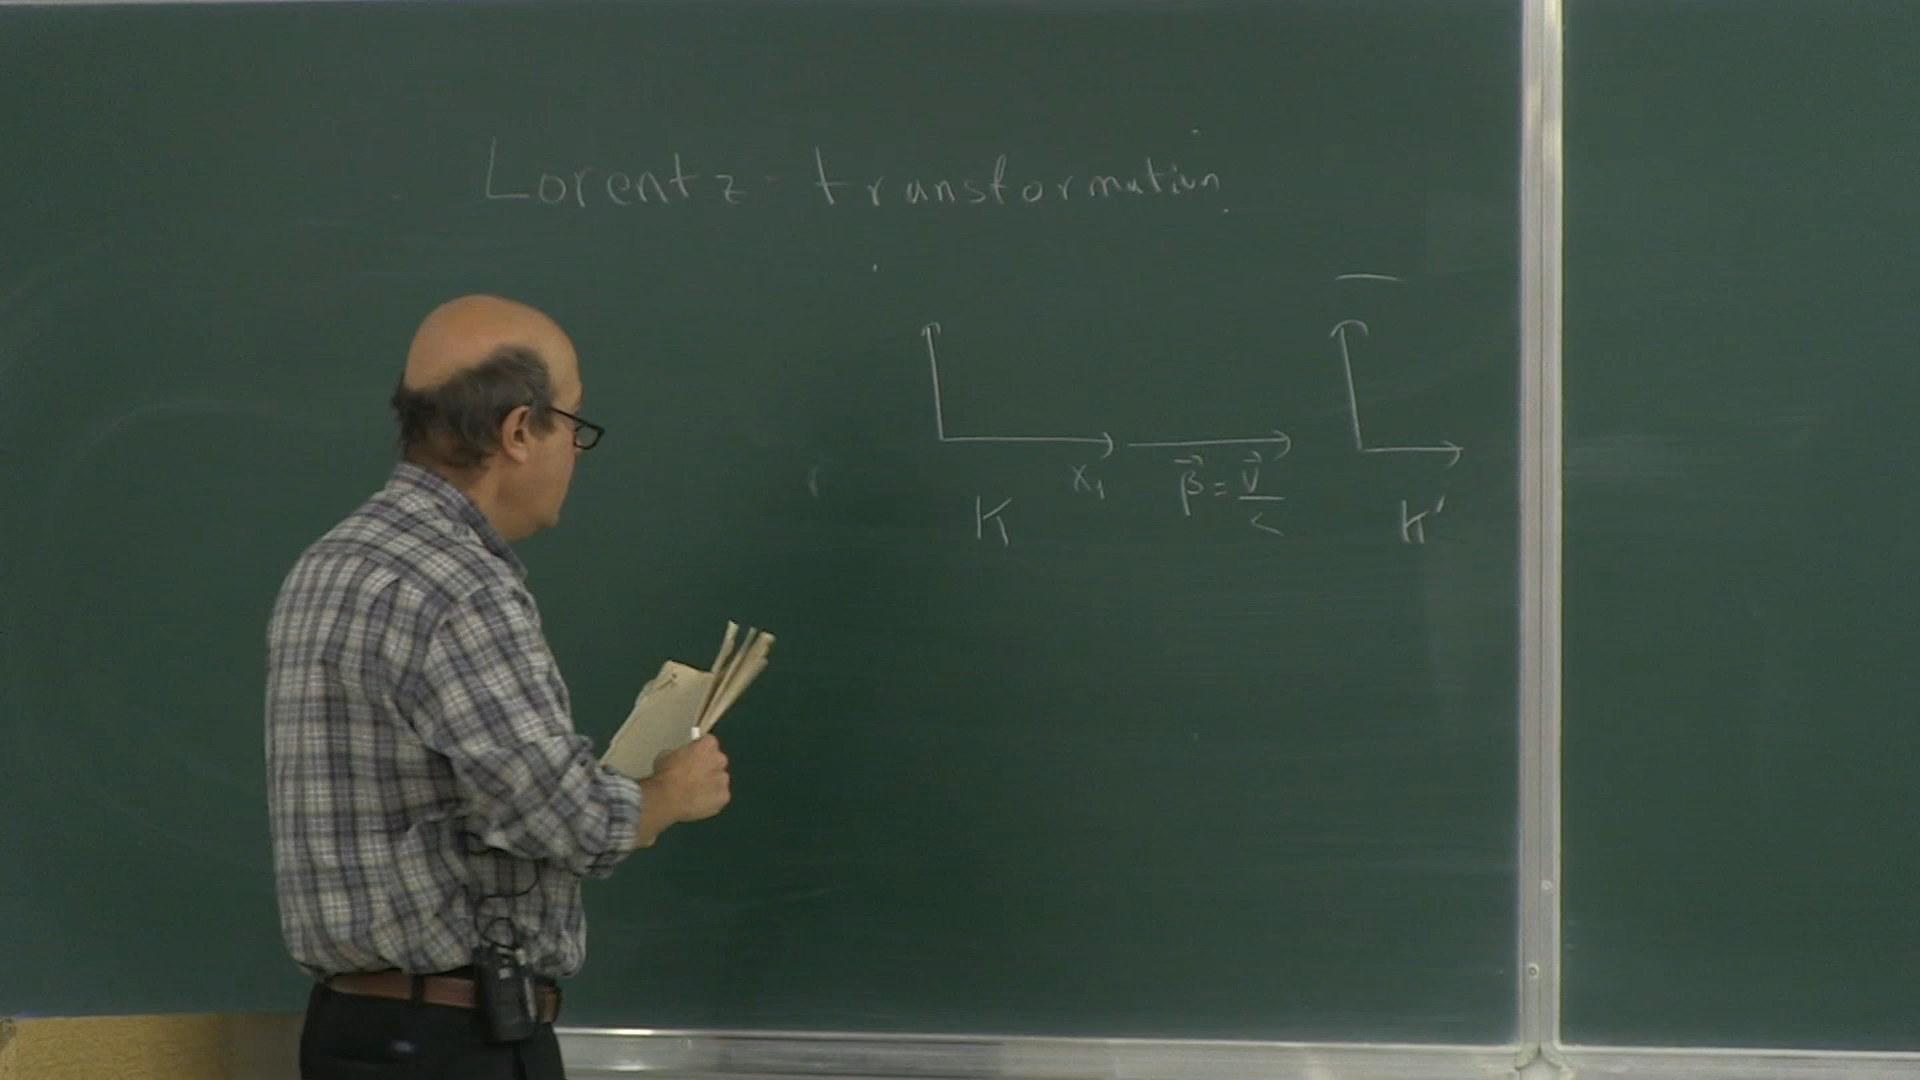 Lorentz-transformation
x₁
β⃗ = v⃗/c
K
K'